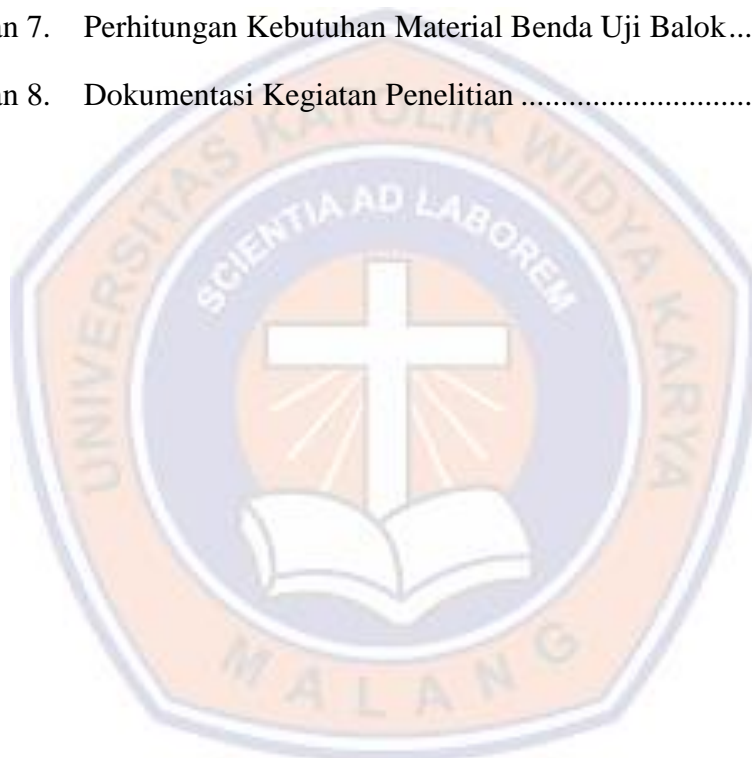 an 7. Perhitungan Kebutuhan Material Benda Uji Balok...
an 8. Dokumentasi Kegiatan Penelitian .............................
UNIVERSITAS KATOLIK WIDYA KARYA
SCIENTIA AD LABOREM
MALANG